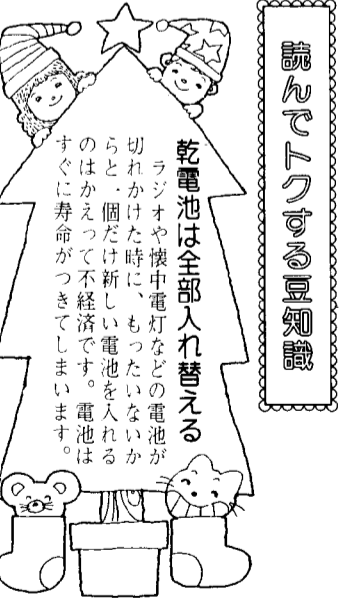 読んでトクする豆知識
乾電池は全部入れ替える
ラジオや懐中電灯などの電池が
切れかけた時に、もったいないか
らと一個だけ新しい電池を入れる
のはかえって不経済です。電池は
すぐに寿命がつきてしまいます。